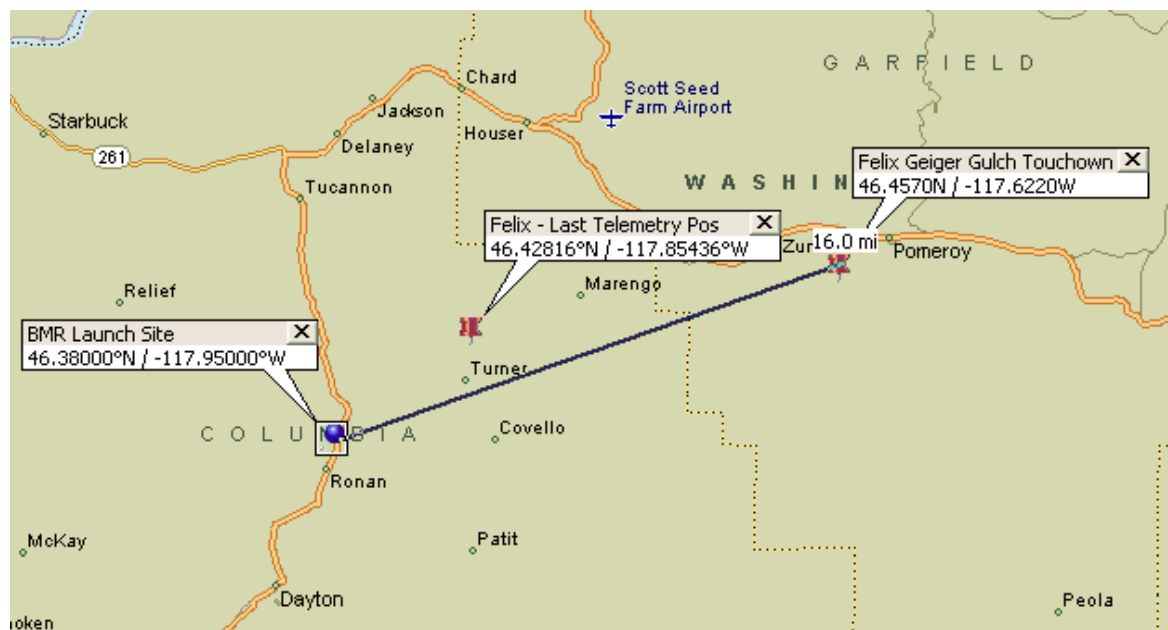 GARFIELD
Chard
Scott Seed
Farm Airport
Jackson
Starbuck
Houser
Delaney
261
Felix Geiger Gulch Touchown
46.4570N / -117.6220W
Tucannon
WASHIN
Felix - Last Telemetry Pos
46.42816°N / -117.85436°W
16.0 mi
Zur
Pomeroy
Marengo
Relief
BMR Launch Site
46.38000°N / -117.95000°W
Turner
COLUMBIA
Covello
Ronan
McKay
Patit
Dayton
Peola
oken